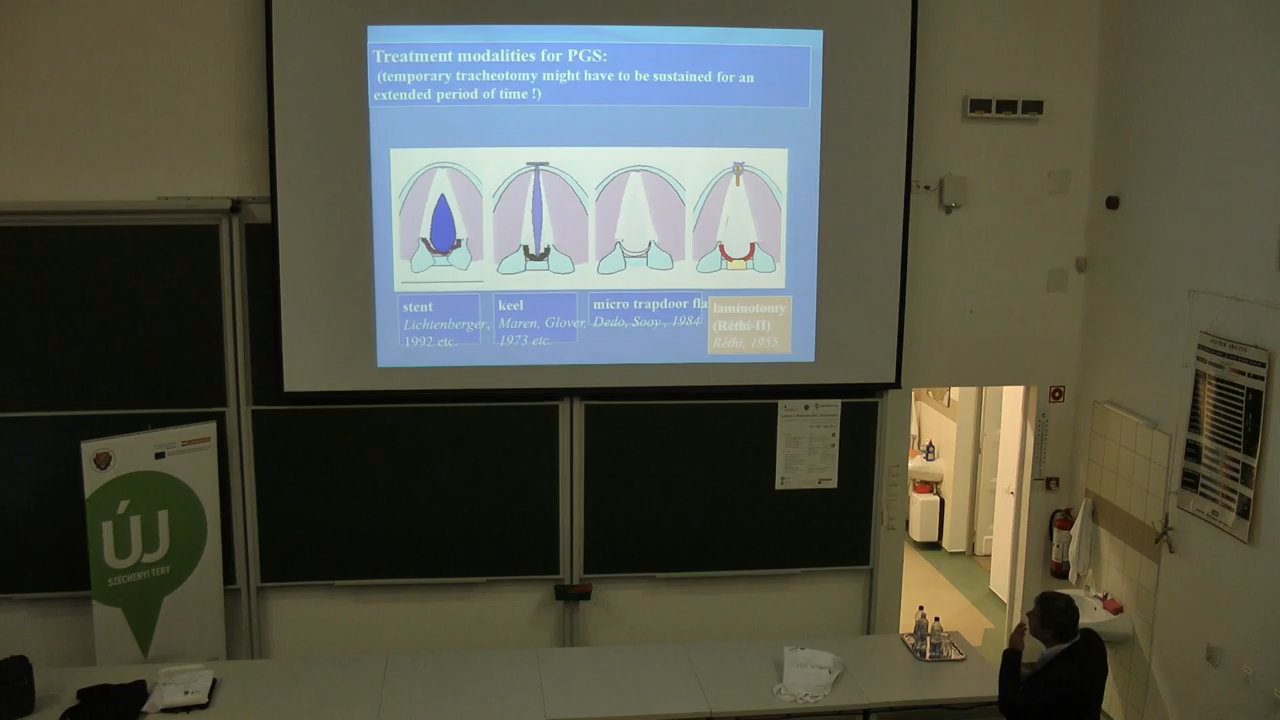 Treatment modalities for PGS:
(temporary tracheotomy might have to be sustained for an
extended period of time !)
stent
Lichtenberger,
1992 etc.
keel
Maren, Glover,
1973 etc.
micro trapdoor fla
Dedo, Sooy , 1984
laminotomy
(Réthi-II)
Réthi, 1955
ÚJ
SZÉCHENYI TERV